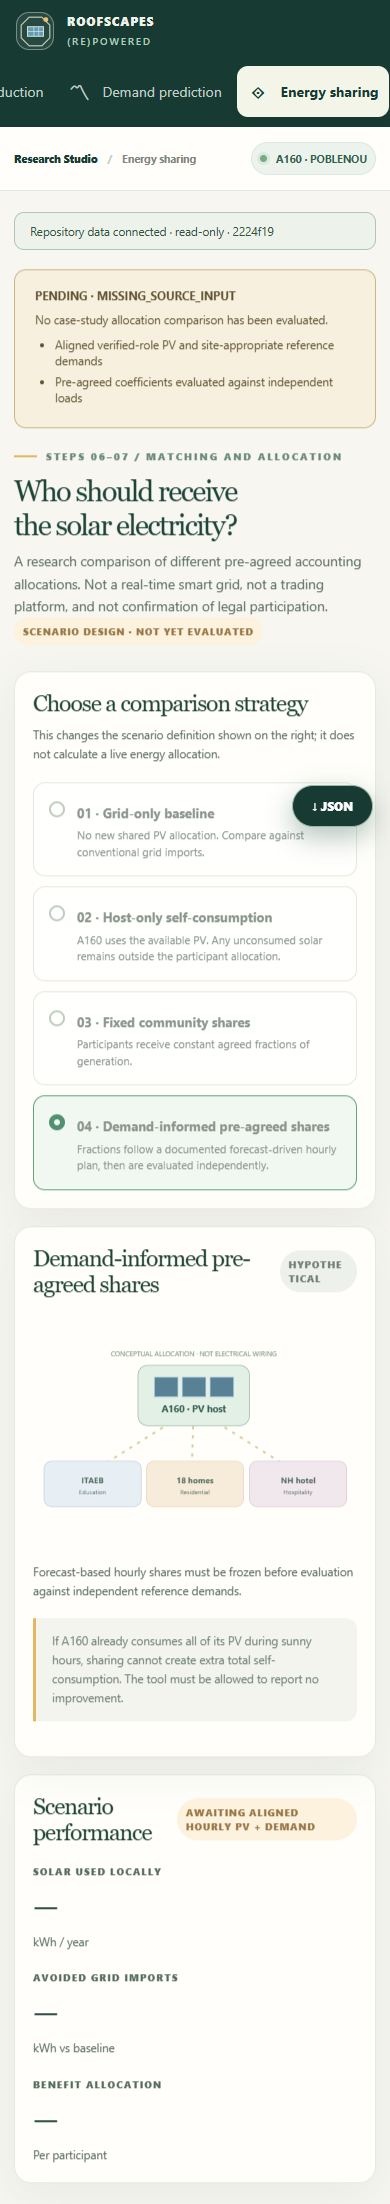 ROOFSCAPES
(RE)POWERED
duction
Demand prediction
Energy sharing
Research Studio / Energy sharing
A160 · POBLENOU
Repository data connected · read-only · 2224f19
PENDING · MISSING_SOURCE_INPUT
No case-study allocation comparison has been evaluated.
• Aligned verified-role PV and site-appropriate reference
demands
• Pre-agreed coefficients evaluated against independent
loads
STEPS 06–07 / MATCHING AND ALLOCATION
Who should receive
the solar electricity?
A research comparison of different pre-agreed accounting
allocations. Not a real-time smart grid, not a trading
platform, and not confirmation of legal participation.
SCENARIO DESIGN · NOT YET EVALUATED
Choose a comparison strategy
This changes the scenario definition shown on the right; it does
not calculate a live energy allocation.
01 · Grid-only baseline
↓ JSON
No new shared PV allocation. Compare against
conventional grid imports.
02 · Host-only self-consumption
A160 uses the available PV. Any unconsumed solar
remains outside the participant allocation.
03 · Fixed community shares
Participants receive constant agreed fractions of
generation.
04 · Demand-informed pre-agreed shares
Fractions follow a documented forecast-driven hourly
plan, then are evaluated independently.
Demand-informed pre-
agreed shares
HYPOTHE
TICAL
CONCEPTUAL ALLOCATION · NOT ELECTRICAL WIRING
A160 · PV host
ITAEB
Education
18 homes
Residential
NH hotel
Hospitality
Forecast-based hourly shares must be frozen before evaluation
against independent reference demands.
If A160 already consumes all of its PV during sunny
hours, sharing cannot create extra total self-
consumption. The tool must be allowed to report no
improvement.
Scenario
performance
AWAITING ALIGNED
HOURLY PV + DEMAND
SOLAR USED LOCALLY
—
kWh / year
AVOIDED GRID IMPORTS
—
kWh vs baseline
BENEFIT ALLOCATION
—
Per participant